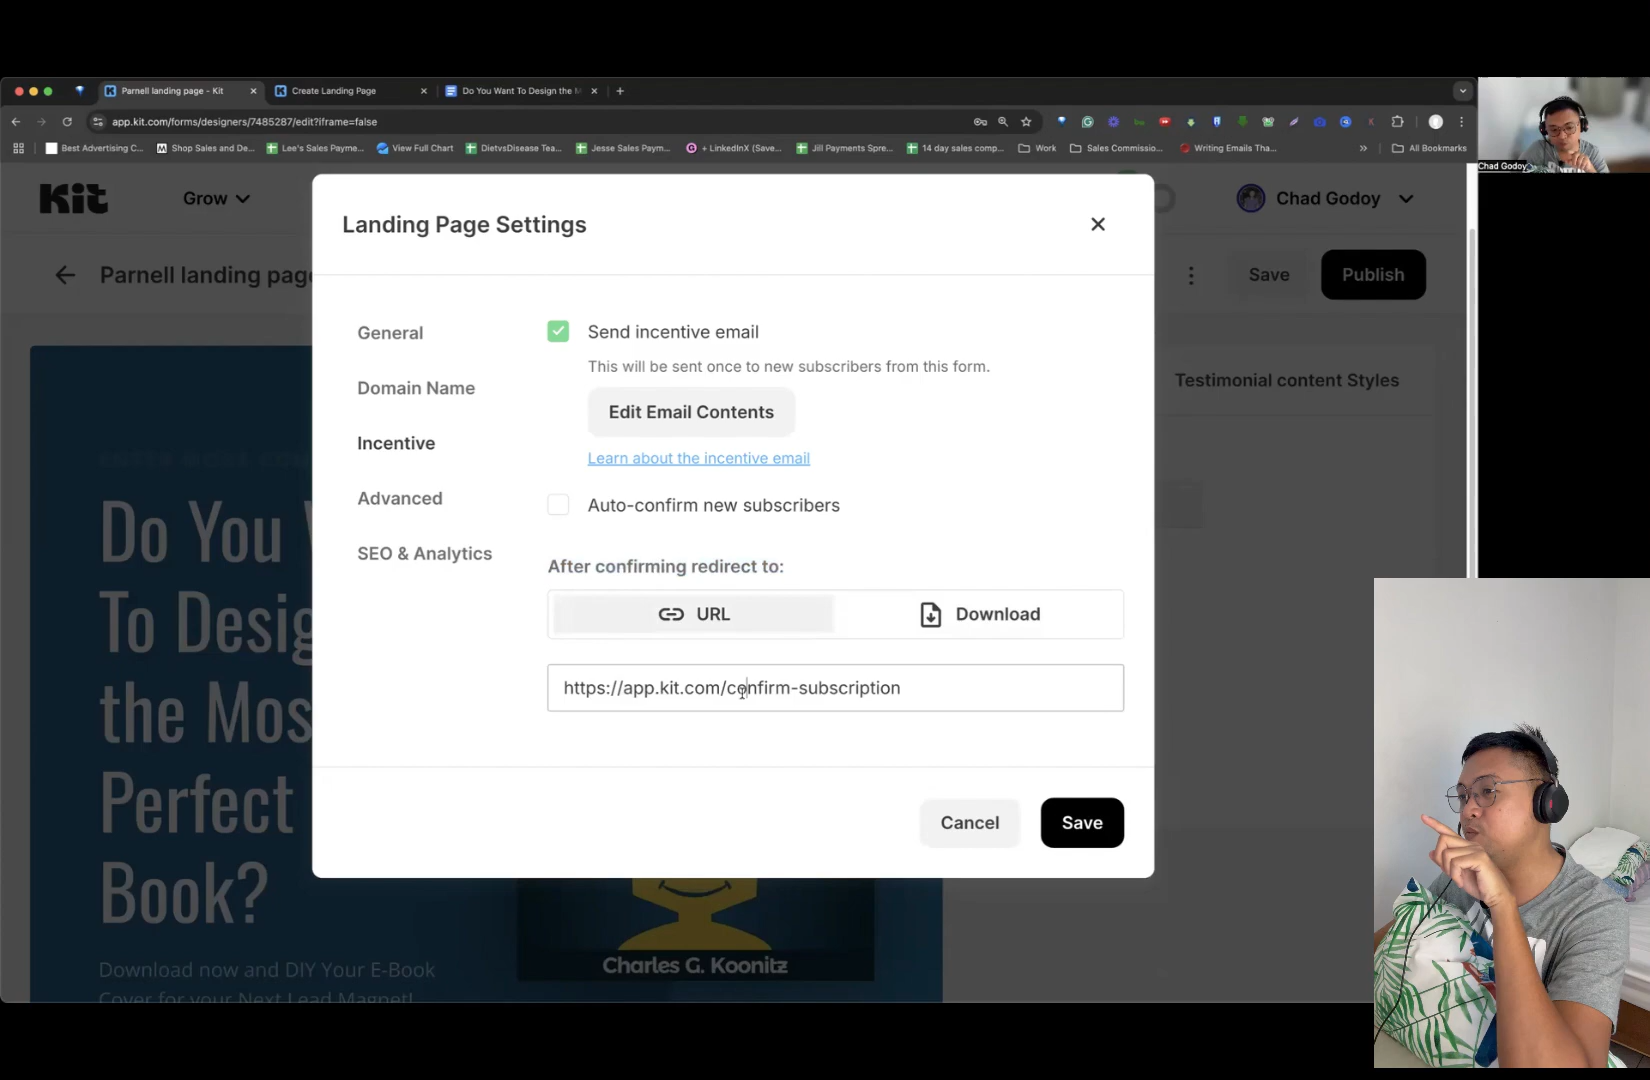 Parnell landing page - Kit
Create Landing Page
Do You Want To Design the M
app.kit.com/forms/designers/7485287/edit?iframe=false
Best Advertising C...
Shop Sales and De...
Lee's Sales Payme...
View Full Chart
DietvsDisease Tea...
Jesse Sales Paym...
+ LinkedInX (Save...
Jill Payments Spre...
14 day sales comp...
Work
Sales Commissio...
Writing Emails Tha...
All Bookmarks
Chad Godoy
Kit
Grow
Chad Godoy
Parnell landing page
Save
Publish
Landing Page Settings
General
Domain Name
Incentive
Advanced
SEO & Analytics
Send incentive email
This will be sent once to new subscribers from this form.
Edit Email Contents
Learn about the incentive email
Auto-confirm new subscribers
After confirming redirect to:
URL
Download
https://app.kit.com/confirm-subscription
Cancel
Save
Testimonial content Styles
Do You
To Desig
the Mos
Perfect
Book?
Download now and DIY Your E-Book
Cover for your Next Lead Magnet!
Charles G. Koonitz